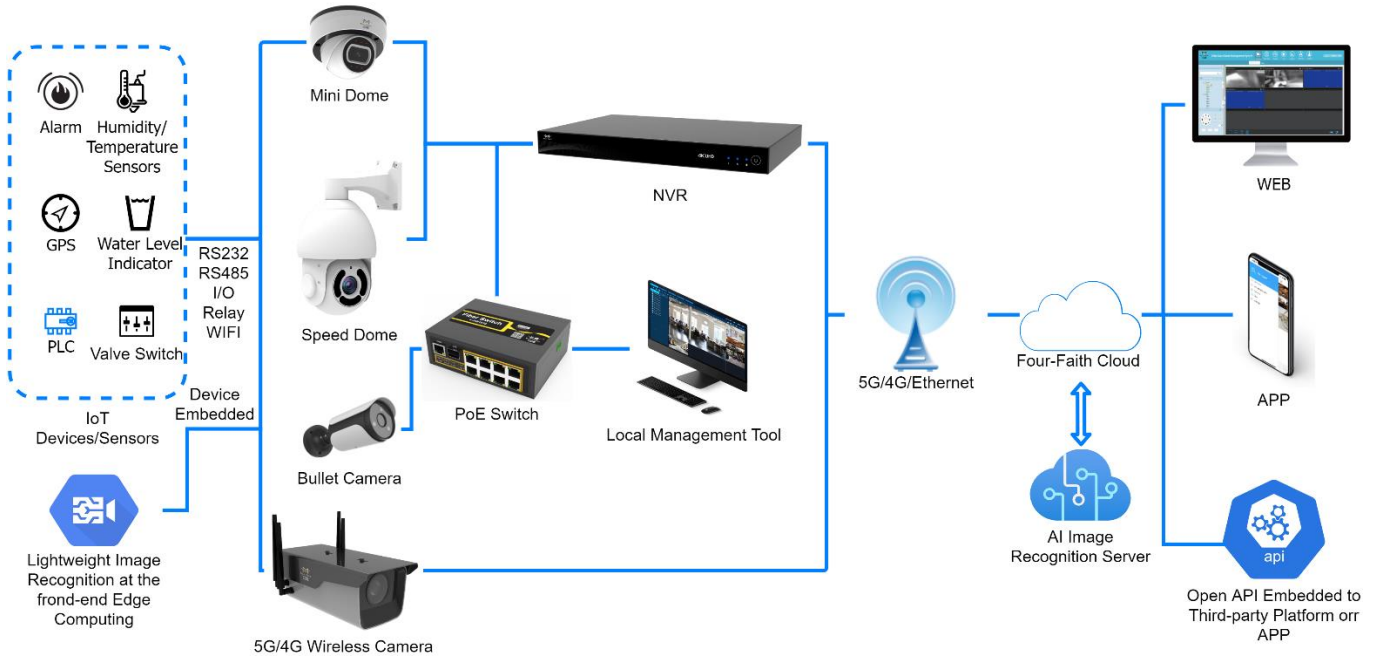 Alarm
Humidity/
Temperature
Sensors
GPS
Water Level
Indicator
PLC
Valve Switch
IoT
Devices/Sensors
Lightweight Image
Recognition at the
frond-end Edge
Computing
RS232
RS485
I/O
Relay
WIFI
Device
Embedded
Mini Dome
Speed Dome
Bullet Camera
5G/4G Wireless Camera
NVR
Fiber Switch
PoE Switch
Local Management Tool
5G/4G/Ethernet
Four-Faith Cloud
AI Image
Recognition Server
WEB
APP
api
Open API Embedded to
Third-party Platform orr
APP